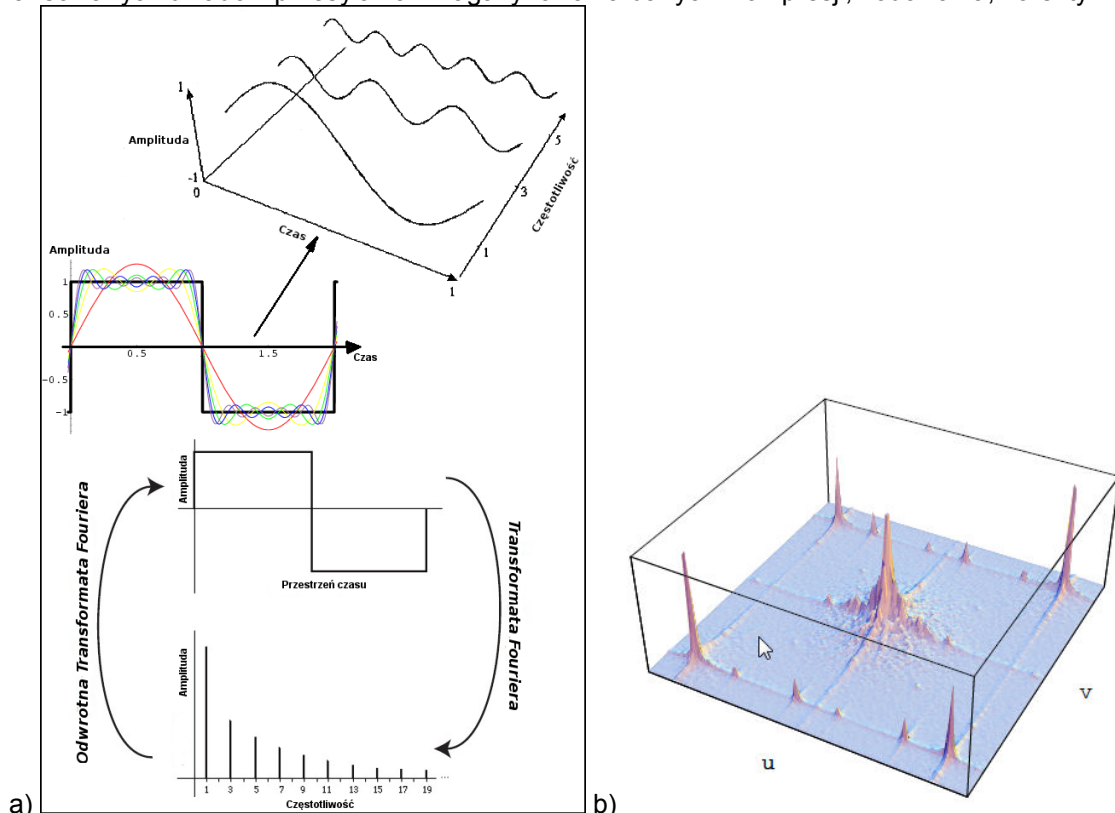 1
Amplituda
-1
0
5
3
1
Częstotliwość
Czas
1
Amplituda
1
0.5
0.5
1.5
Czas
-0.5
-1
Odwrotna Transformata Fouriera
Amplituda
Przestrzeń czasu
Transformata Fouriera
Amplituda
1 3 5 7 9 11 13 15 17 19 ...
Częstotliwość
a)
u
v
b)